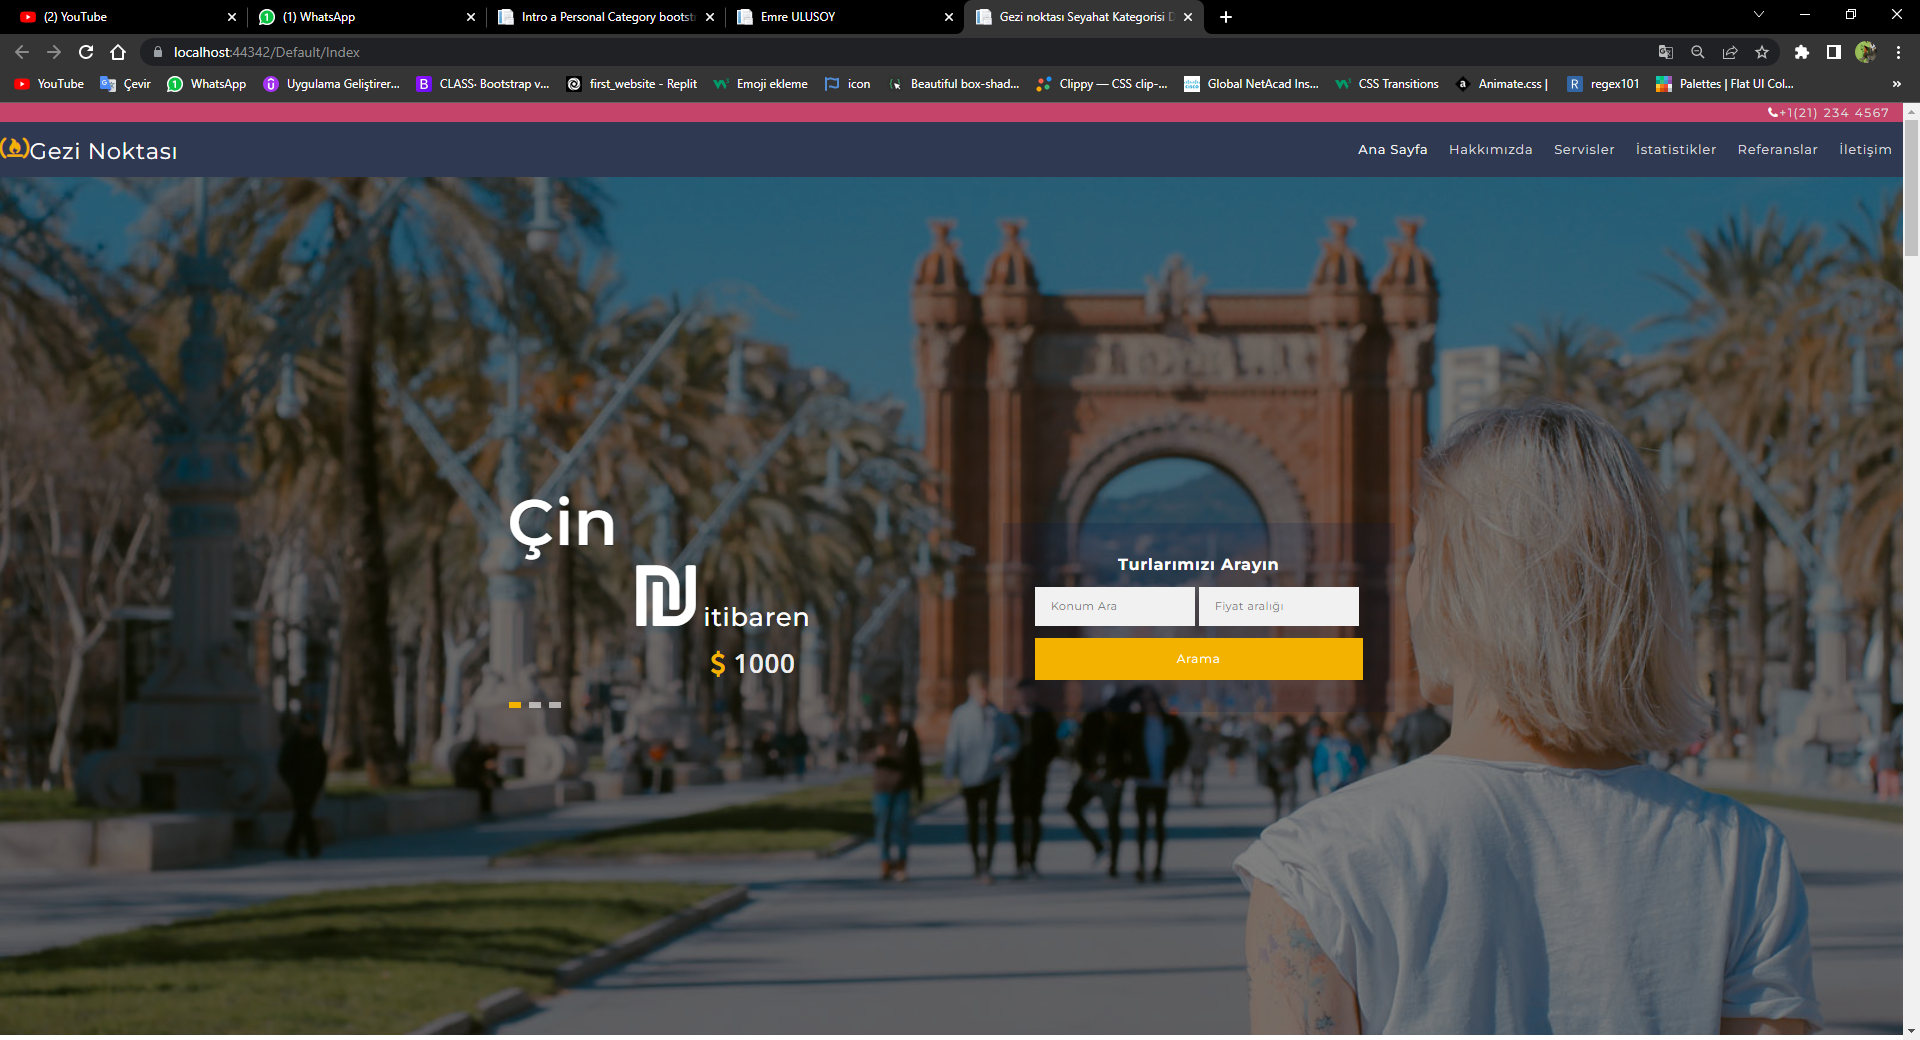 (2) YouTube
(1) WhatsApp
Intro a Personal Category bootst
Emre ULUSOY
Gezi noktası Seyahat Kategorisi D
localhost:44342/Default/Index
YouTube
Çevir
WhatsApp
Uygulama Geliştirer...
CLASS· Bootstrap v...
first_website - Replit
Emoji ekleme
icon
Beautiful box-shad...
Clippy — CSS clip-...
Global NetAcad Ins...
CSS Transitions
Animate.css |
regex101
Palettes | Flat UI Col...
»
+1(21) 234 4567
Gezi Noktası
Ana Sayfa
Hakkımızda
Servisler
İstatistikler
Referanslar
İletişim
Çin
₪ itibaren
$ 1000
Turlarımızı Arayın
Konum Ara
Fiyat aralığı
Arama